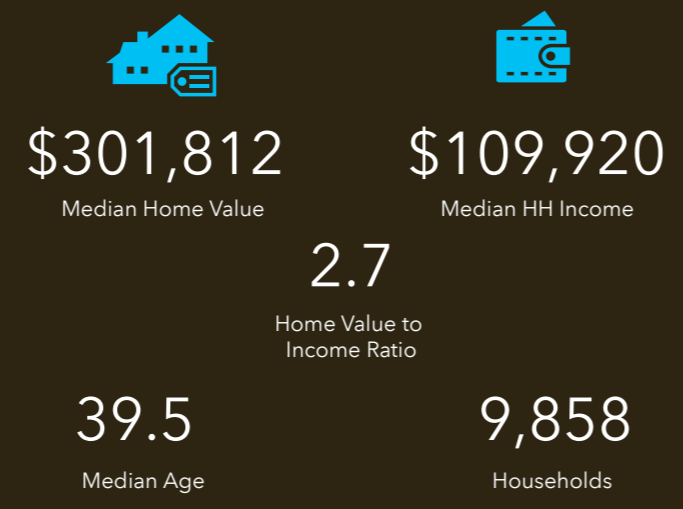 $301,812
Median Home Value
$109,920
Median HH Income
2.7
Home Value to
Income Ratio
39.5
Median Age
9,858
Households